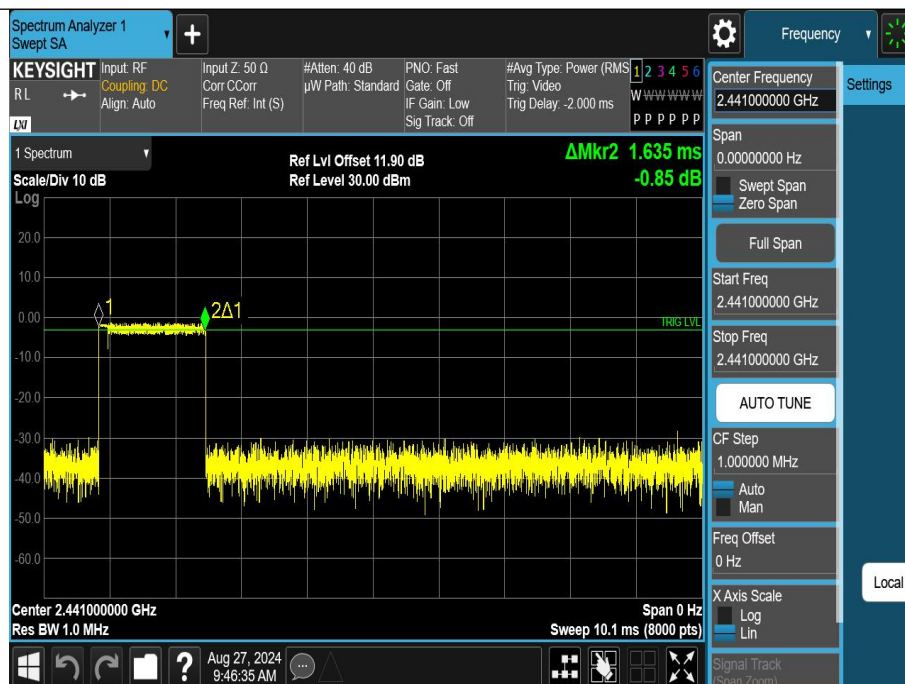 Spectrum Analyzer 1
Swept SA
+
Frequency
KEYSIGHT
RL
LXI
Input: RF
Coupling: DC
Align: Auto
Input Z: 50 Ω
Corr CCorr
Freq Ref: Int (S)
#Atten: 40 dB
µW Path: Standard
PNO: Fast
Gate: Off
IF Gain: Low
Sig Track: Off
#Avg Type: Power (RMS
Trig: Video
Trig Delay: -2.000 ms
1 2 3 4 5 6
W W W W W W
P P P P P P
1 Spectrum
Scale/Div 10 dB
Log
Ref Lvl Offset 11.90 dB
Ref Level 30.00 dBm
ΔMkr2 1.635 ms
-0.85 dB
20.0
10.0
0.00
-10.0
-20.0
-30.0
-40.0
-50.0
-60.0
1
2Δ1
TRIG LVL
Center 2.441000000 GHz
Res BW 1.0 MHz
Span 0 Hz
Sweep 10.1 ms (8000 pts)
?
Aug 27, 2024
9:46:35 AM
Center Frequency
2.441000000 GHz
Settings
Span
0.00000000 Hz
Swept Span
Zero Span
Full Span
Start Freq
2.441000000 GHz
Stop Freq
2.441000000 GHz
AUTO TUNE
CF Step
1.000000 MHz
Auto
Man
Freq Offset
0 Hz
Local
X Axis Scale
Log
Lin
Signal Track
(Span Zoom)